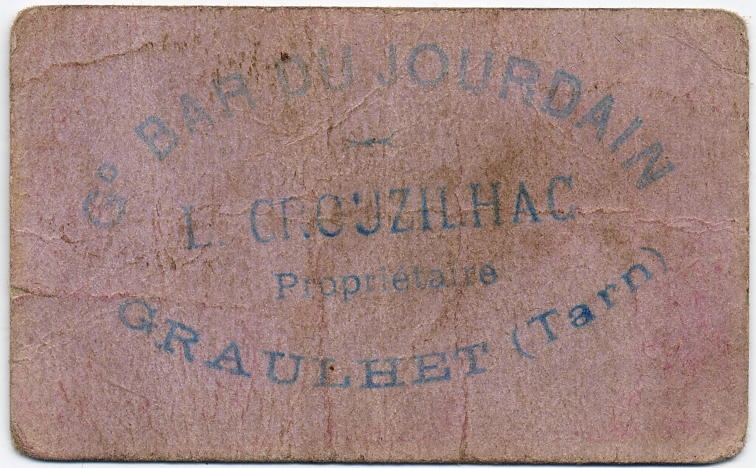 Gd BAR DU JOURDAIN
L. CROUZILHAC
Propriétaire
GRAULHET (Tarn)